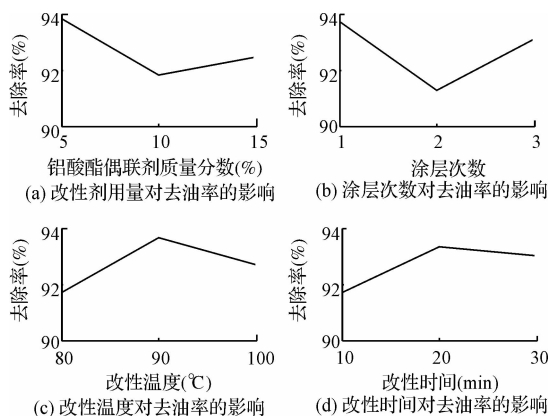 94
92
90
去除率(%)
5 10 15
铝酸酯偶联剂质量分数(%)
(a) 改性剂用量对去油率的影响
94
92
90
去除率(%)
1 2 3
涂层次数
(b) 涂层次数对去油率的影响
94
92
90
去除率(%)
80 90 100
改性温度(℃)
(c) 改性温度对去油率的影响
94
92
90
去除率(%)
10 20 30
改性时间(min)
(d) 改性时间对去油率的影响